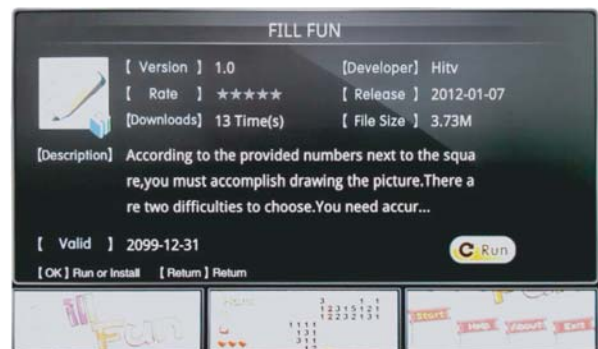 FILL FUN
[ Version ] 1.0 [Developer] Hitv
[ Rate ] ★★★★★ [ Release ] 2012-01-07
[Downloads] 13 Time(s) [ File Size ] 3.73M
[Description] According to the provided numbers next to the squa
re,you must accomplish drawing the picture.There a
re two difficulties to choose.You need accur...
[ Valid ] 2099-12-31
Run
[ OK ] Run or Install [ Return ] Return
Fun
Start
Help
About
Exit